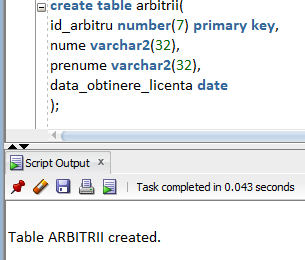 create table arbitrii(
id_arbitru number(7) primary key,
nume varchar2(32),
prenume varchar2(32),
data_obtinere_licenta date
);
Script Output x
Task completed in 0.043 seconds
Table ARBITRII created.